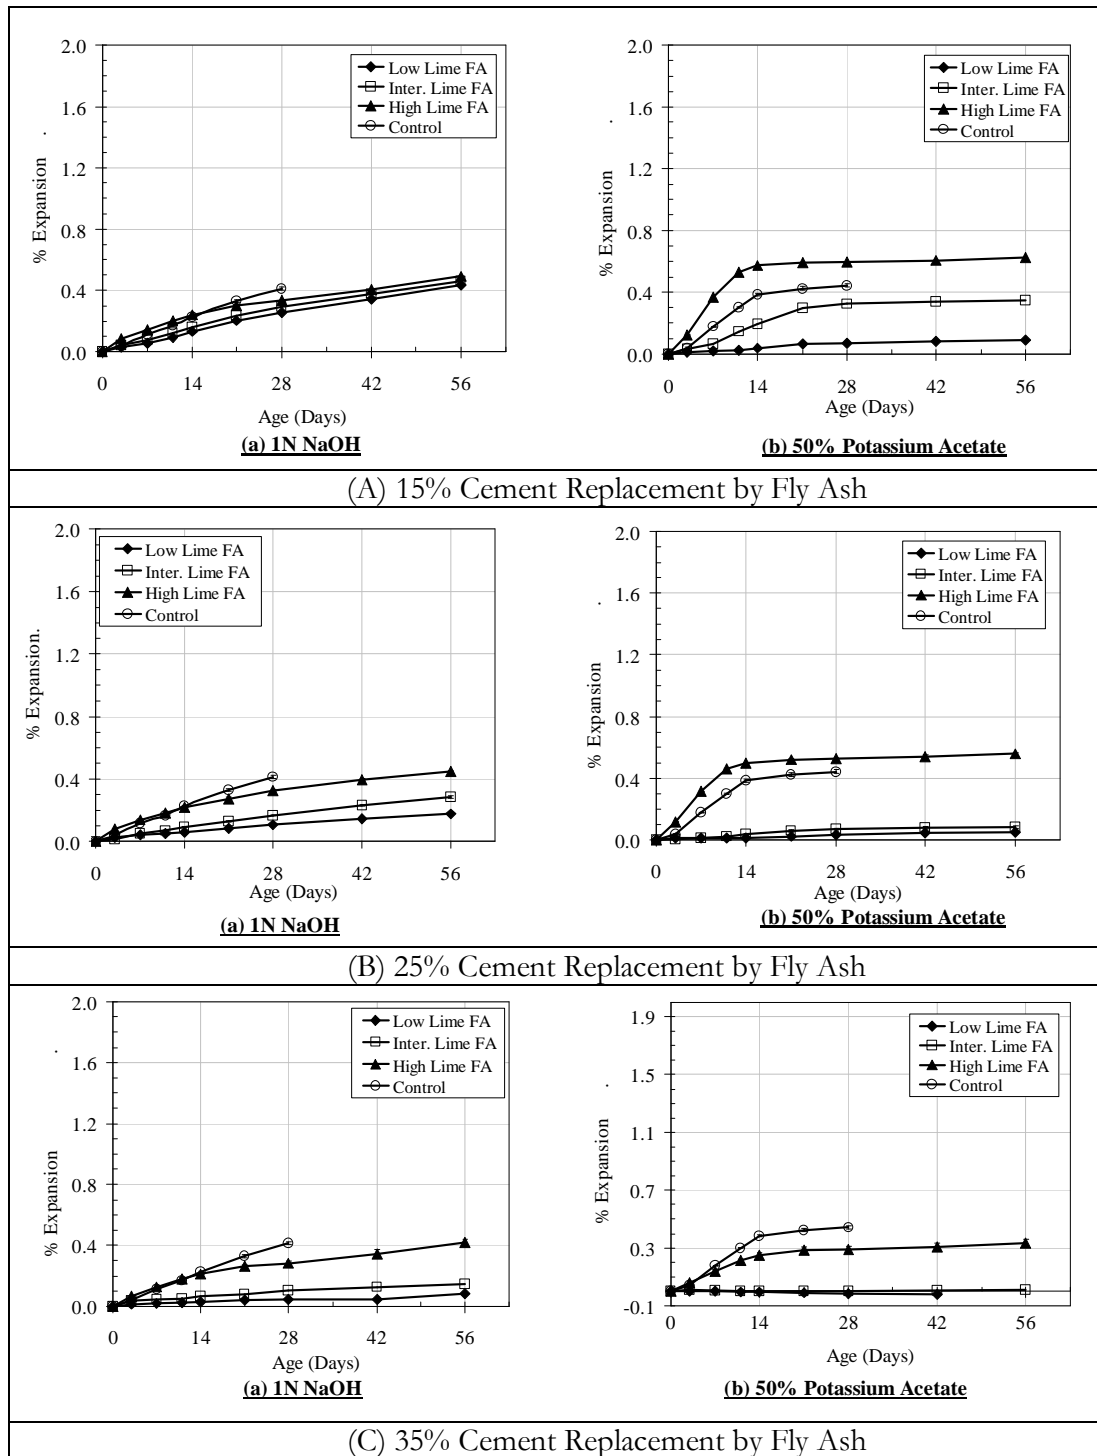 2.0
1.6
1.2
0.8
0.4
0.0
% Expansion
Low Lime FA
Inter. Lime FA
High Lime FA
Control
0 14 28 42 56
Age (Days)
(a) 1N NaOH
2.0
1.6
1.2
0.8
0.4
0.0
% Expansion
Low Lime FA
Inter. Lime FA
High Lime FA
Control
0 14 28 42 56
Age (Days)
(b) 50% Potassium Acetate
(A) 15% Cement Replacement by Fly Ash
2.0
1.6
1.2
0.8
0.4
0.0
% Expansion.
Low Lime FA
Inter. Lime FA
High Lime FA
Control
0 14 28 42 56
Age (Days)
(a) 1N NaOH
2.0
1.6
1.2
0.8
0.4
0.0
% Expansion
Low Lime FA
Inter. Lime FA
High Lime FA
Control
0 14 28 42 56
Age (Days)
(b) 50% Potassium Acetate
(B) 25% Cement Replacement by Fly Ash
2.0
1.6
1.2
0.8
0.4
0.0
% Expansion
Low Lime FA
Inter. Lime FA
High Lime FA
Control
0 14 28 42 56
Age (Days)
(a) 1N NaOH
1.9
1.5
1.1
0.7
0.3
-0.1
% Expansion
Low Lime FA
Inter. Lime FA
High Lime FA
Control
0 14 28 42 56
Age (Days)
(b) 50% Potassium Acetate
(C) 35% Cement Replacement by Fly Ash